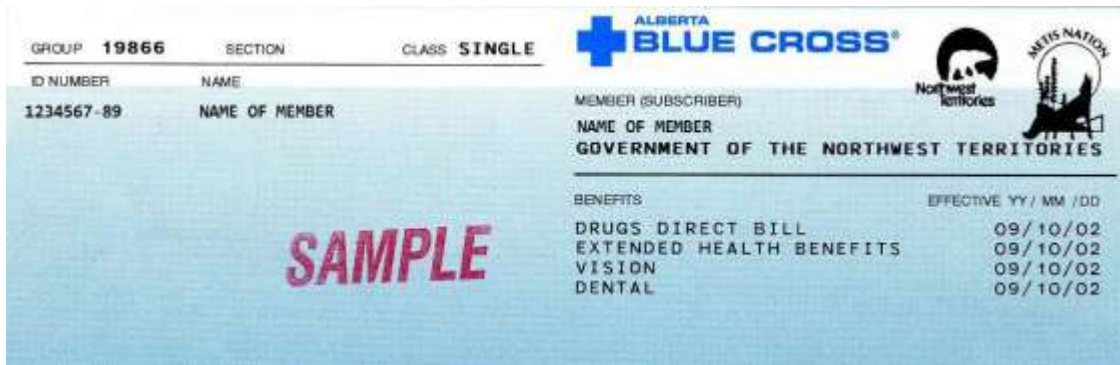 GROUP 19866 SECTION CLASS SINGLE
ID NUMBER NAME
1234567-89 NAME OF MEMBER
SAMPLE
ALBERTA
BLUE CROSS®
Northwest
Territories
METIS NATION
MEMBER (SUBSCRIBER)
NAME OF MEMBER
GOVERNMENT OF THE NORTHWEST TERRITORIES
BENEFITS EFFECTIVE YY / MM / DD
DRUGS DIRECT BILL 09/10/02
EXTENDED HEALTH BENEFITS 09/10/02
VISION 09/10/02
DENTAL 09/10/02